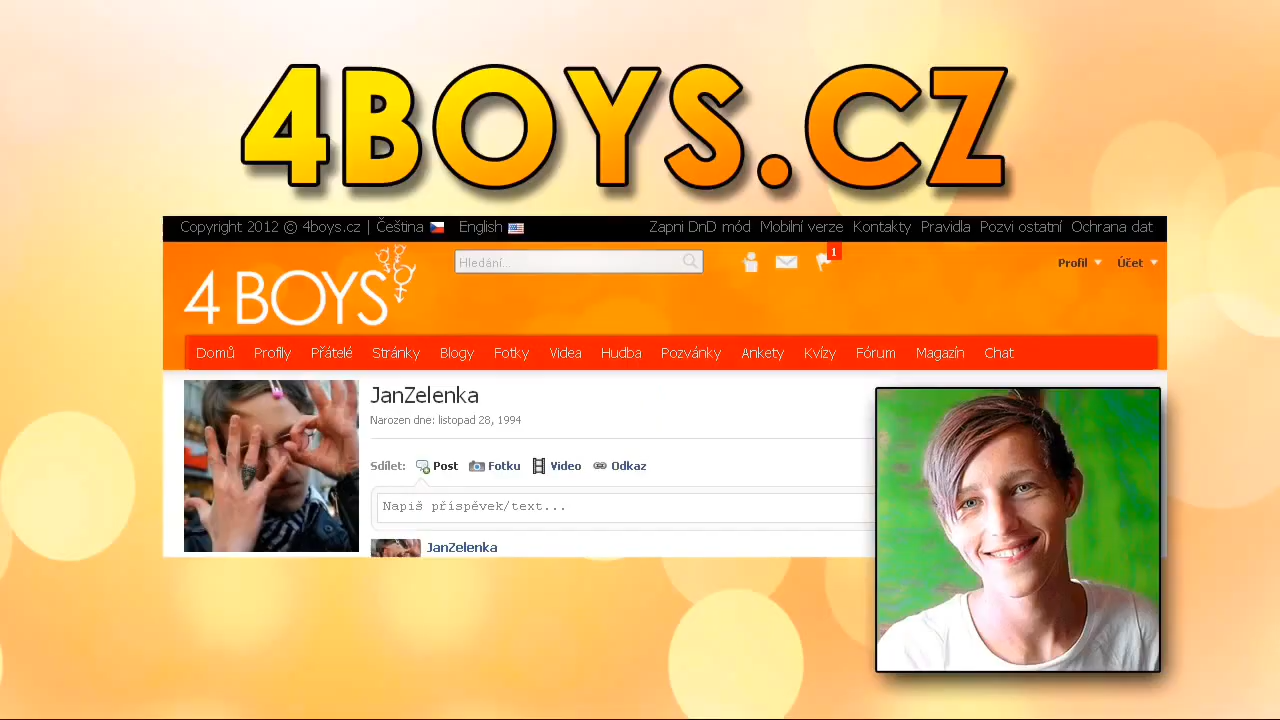 4BOYS.CZ
Copyright 2012 © 4boys.cz | Čeština English Zapni DnD mód Mobilní verze Kontakty Pravidla Pozvi ostatní Ochrana dat
4 BOYS Hledání... 1 Profil Účet
Domů Profily Přátelé Stránky Blogy Fotky Videa Hudba Pozvánky Ankety Kvízy Fórum Magazín Chat
JanZelenka
Narozen dne: listopad 28, 1994
Sdílet: Post Fotku Video Odkaz
Napiš příspěvek/text...
JanZelenka